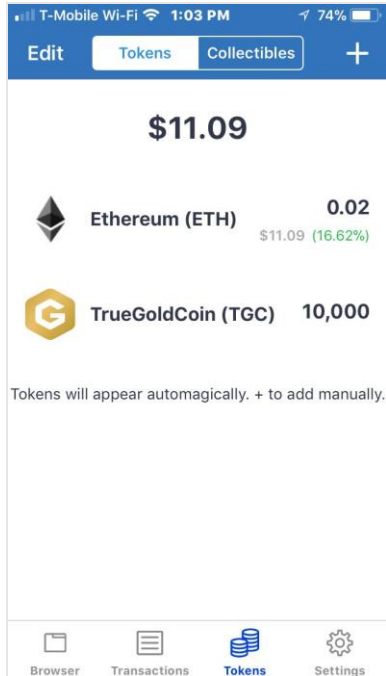 T-Mobile Wi-Fi 1:03 PM 74%
Edit Tokens Collectibles +
$11.09
Ethereum (ETH) 0.02
$11.09 (16.62%)
G TrueGoldCoin (TGC) 10,000
Tokens will appear automagically. + to add manually.
Browser Transactions Tokens Settings